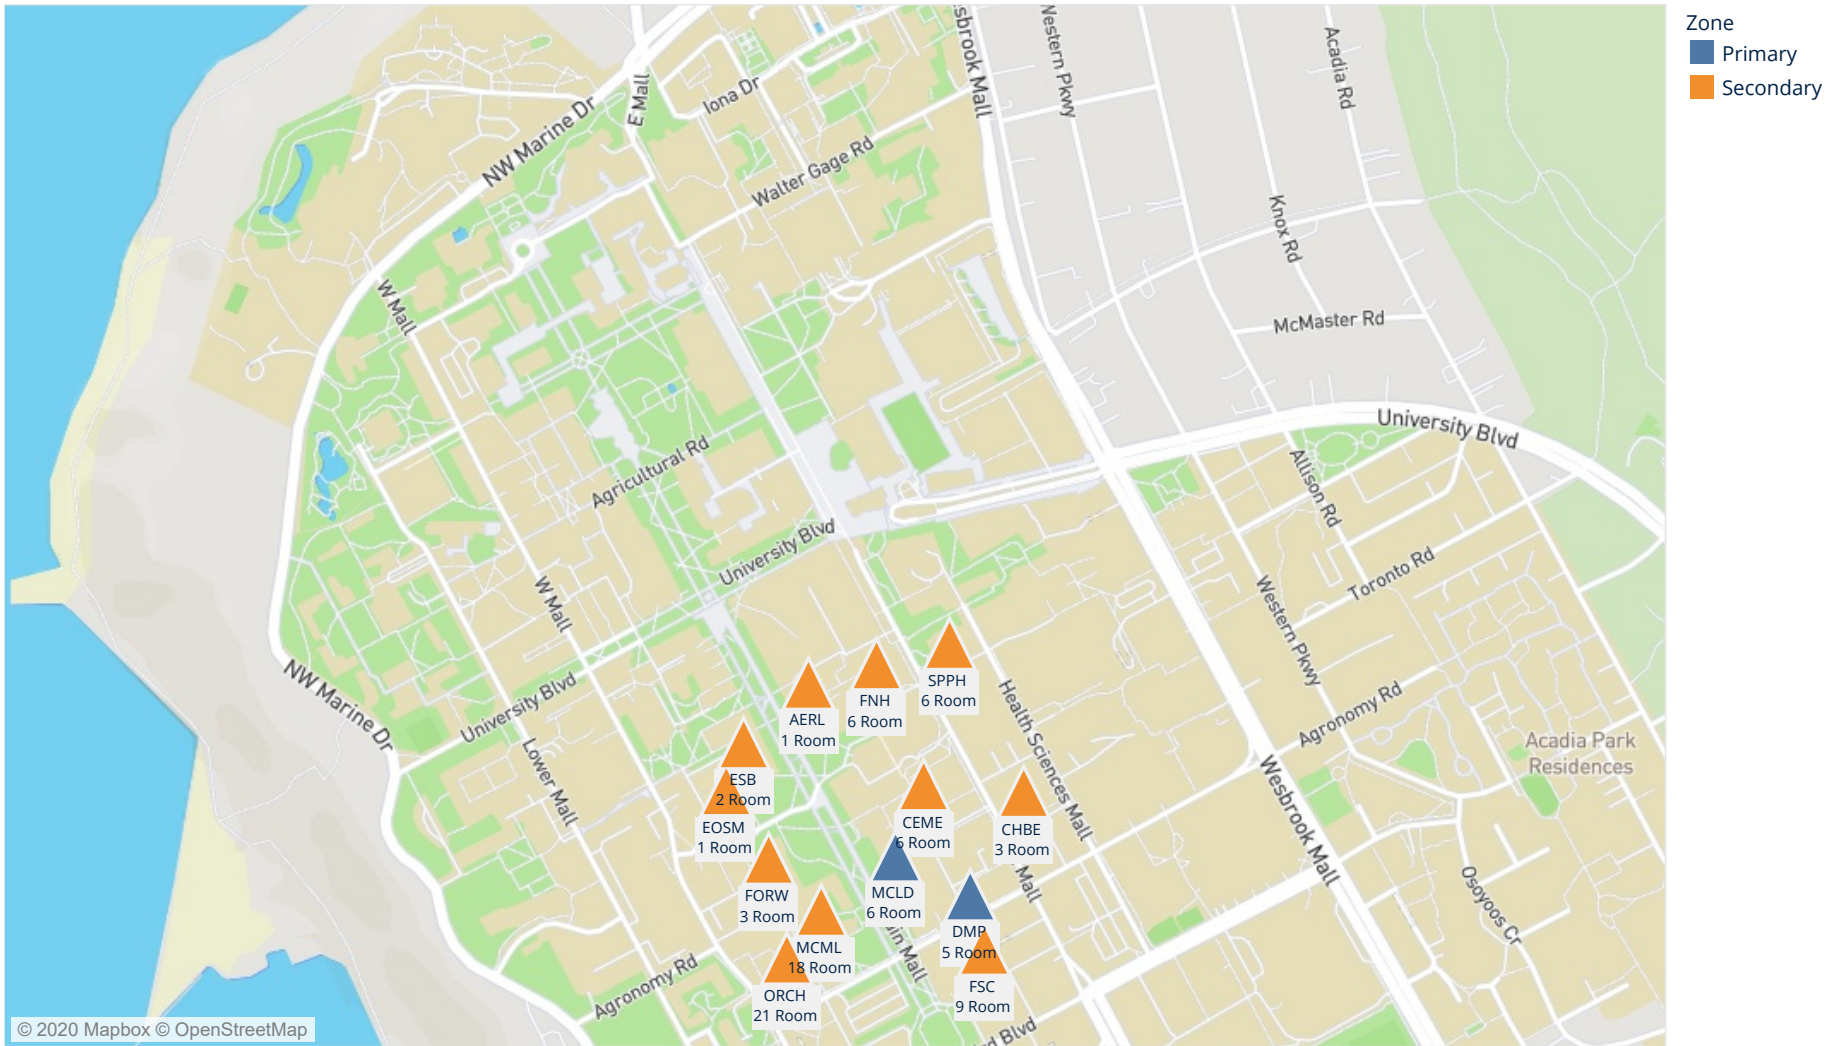 Zone
Primary
Secondary
sbrook Mall
Western Pkwy
Acadia Rd
E Mall
Iona Dr
NW Marine Dr
Walter Gage Rd
Knox Rd
W Mall
McMaster Rd
University Blvd
Agricultural Rd
Allison Rd
University Blvd
Toronto Rd
W Mall
Western Pkwy
NW Marine Dr
University Blvd
SPPH
6 Room
FNH
6 Room
AERL
1 Room
Health Sciences Mall
Agronomy Rd
Acadia Park
Residences
Lower Mall
ESB
2 Room
EOSM
1 Room
CEME
6 Room
CHBE
3 Room
Wesbrook Mall
FORW
3 Room
MCLD
6 Room
Mall
Osoyoos Cr
MCML
18 Room
DMP
5 Room
ain Mall
Agronomy Rd
ORCH
21 Room
FSC
9 Room
rd Blvd
© 2020 Mapbox © OpenStreetMap